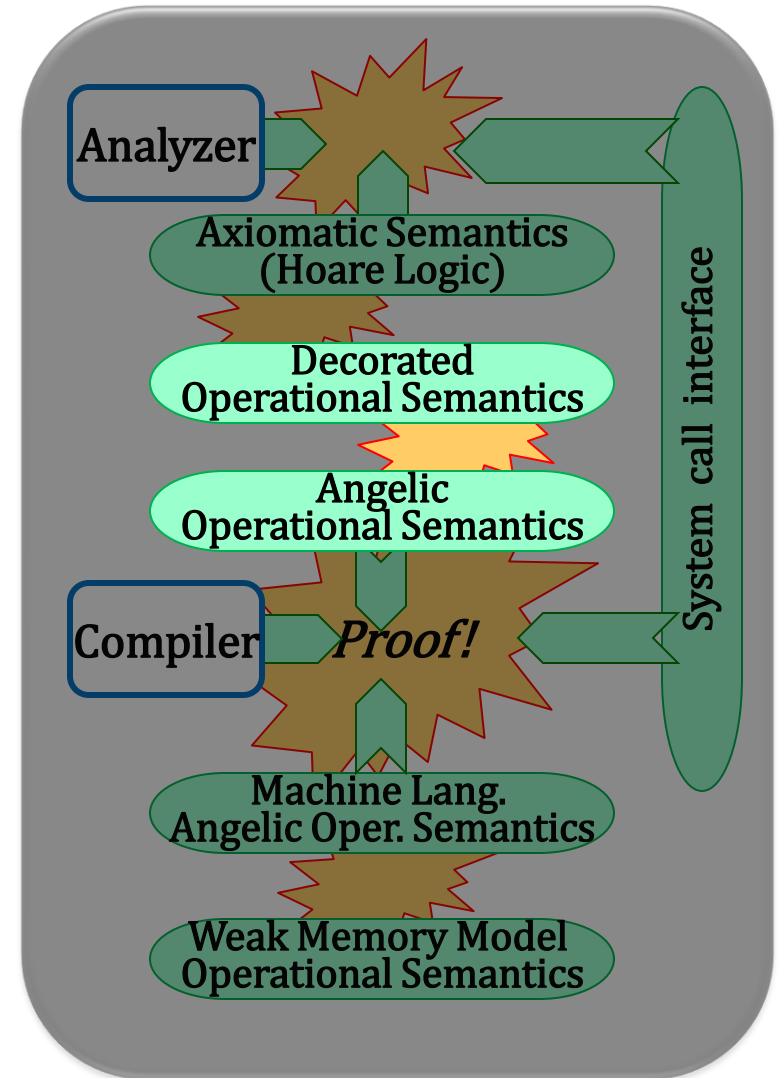 Analyzer
Axiomatic Semantics
(Hoare Logic)
Decorated
Operational Semantics
Angelic
Operational Semantics
System call interface
Compiler
Proof!
Machine Lang.
Angelic Oper. Semantics
Weak Memory Model
Operational Semantics